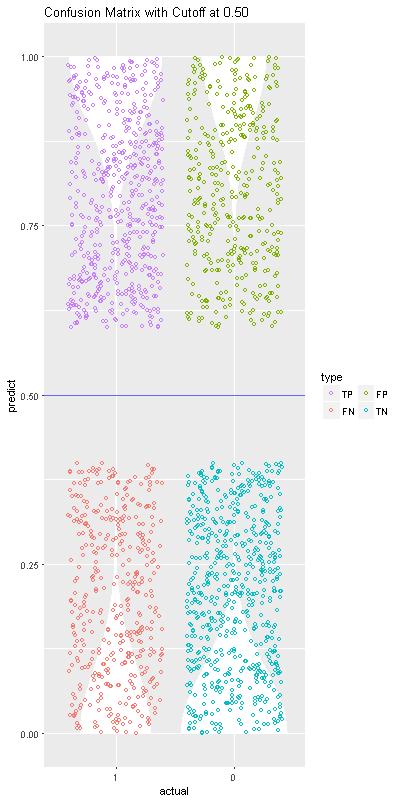 Confusion Matrix with Cutoff at 0.50
1.00
0.75
0.50
0.25
0.00
predict
1
0
actual
type
TP
FP
FN
TN